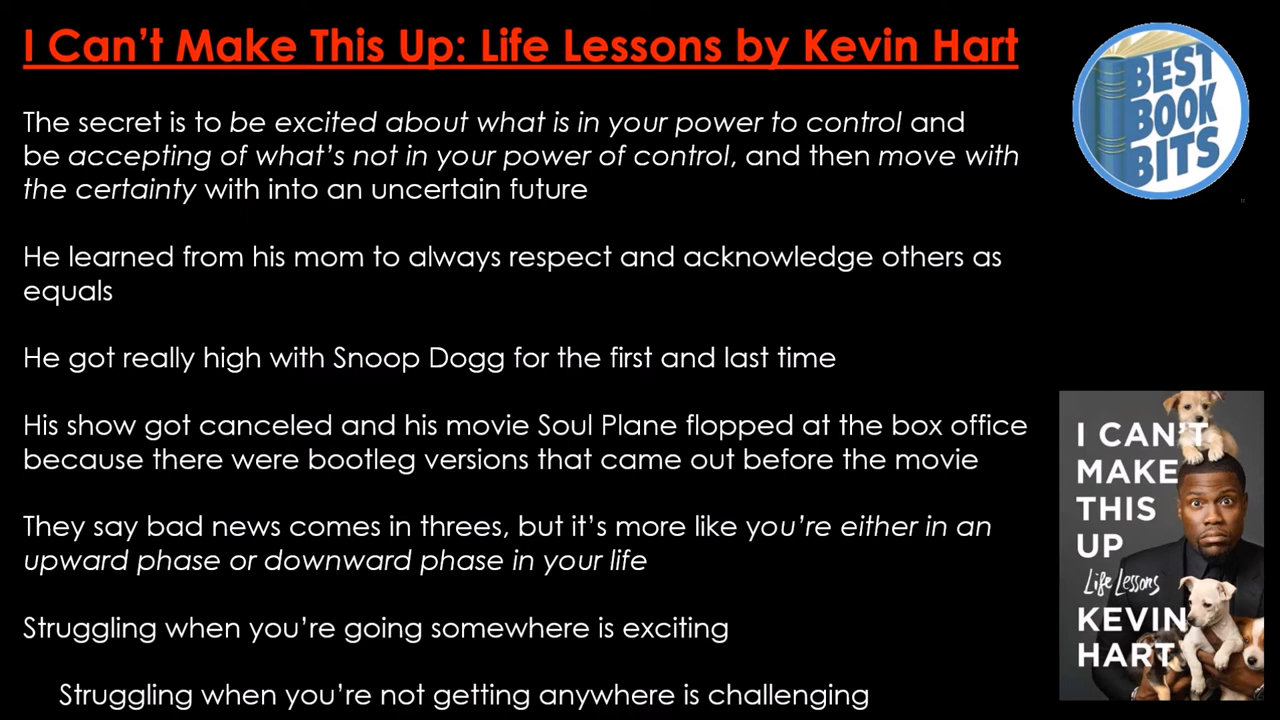 I Can't Make This Up: Life Lessons by Kevin Hart
The secret is to be excited about what is in your power to control and
be accepting of what's not in your power of control, and then move with
the certainty with into an uncertain future
He learned from his mom to always respect and acknowledge others as
equals
He got really high with Snoop Dogg for the first and last time
His show got canceled and his movie Soul Plane flopped at the box office
because there were bootleg versions that came out before the movie
They say bad news comes in threes, but it's more like you're either in an
upward phase or downward phase in your life
Struggling when you're going somewhere is exciting
Struggling when you're not getting anywhere is challenging
BEST
BOOK
BITS
I CAN'T
MAKE
THIS
UP
Life Lessons
KEVIN
HART